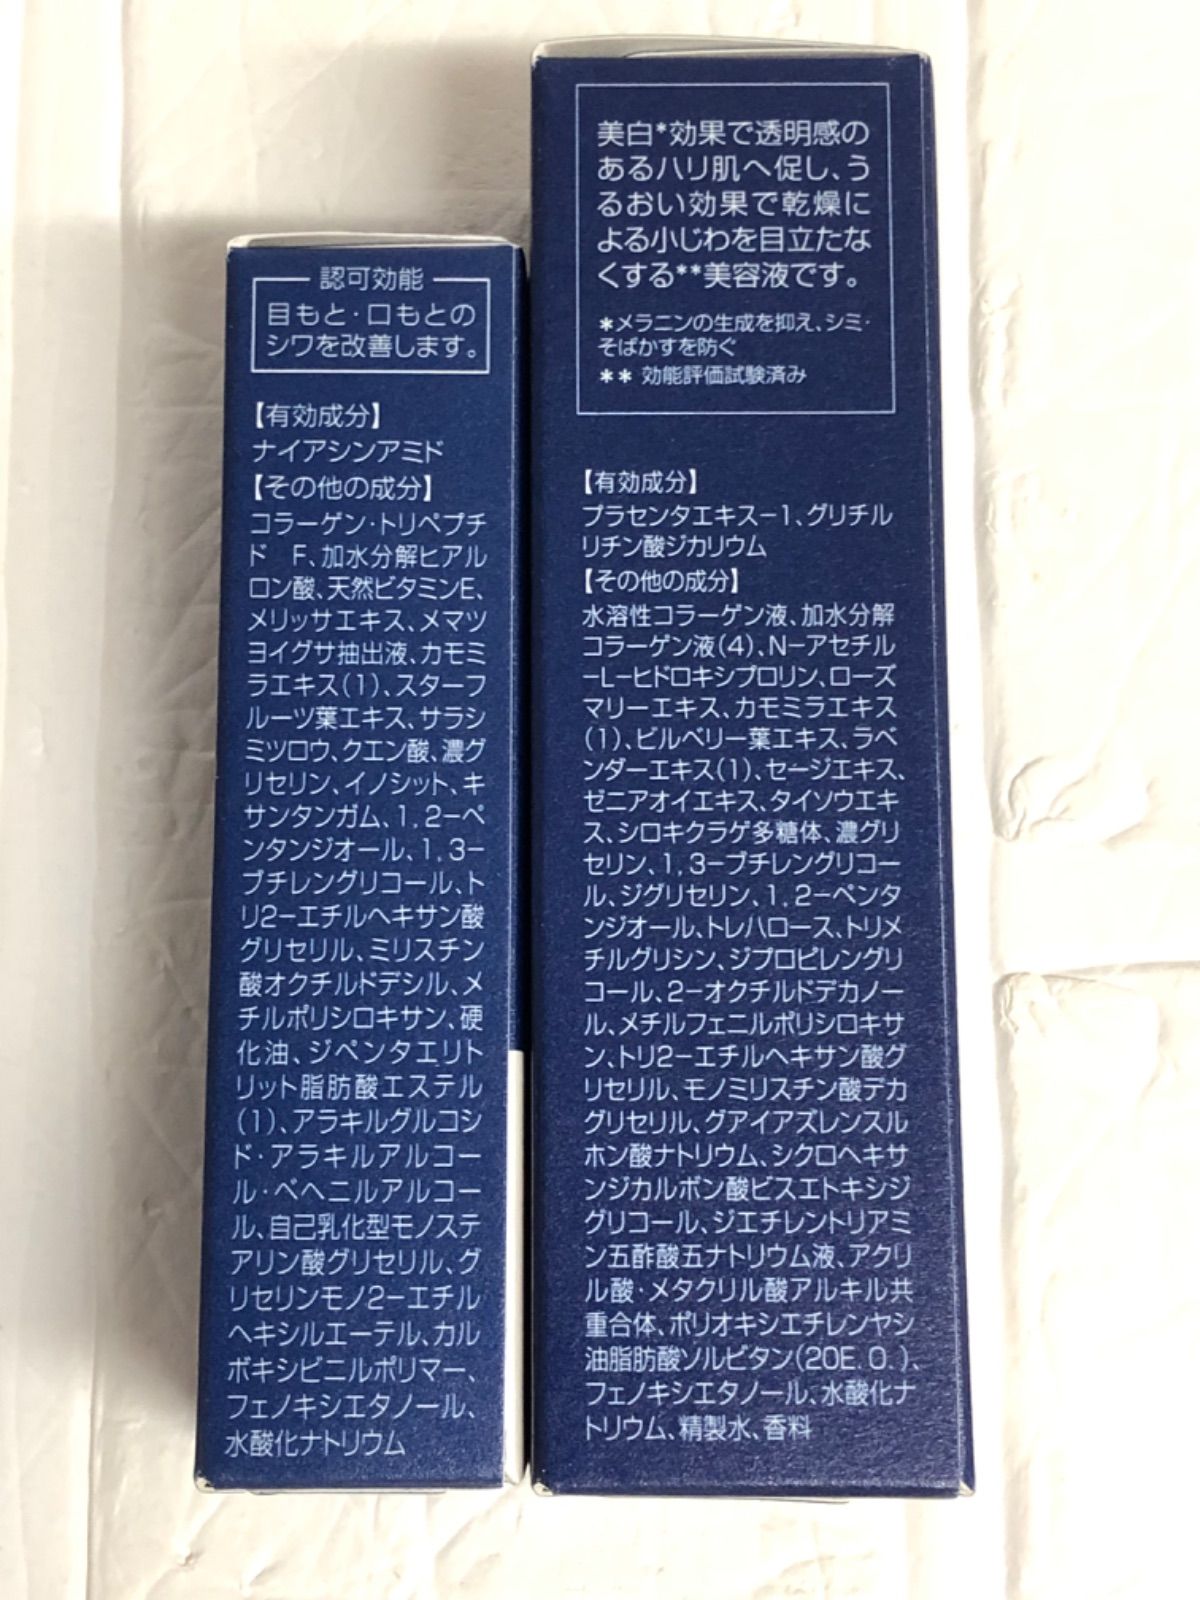 認可効能
目もと・口もとの
シワを改善します。
【有効成分】
ナイアシンアミド
【その他の成分】
コラーゲン・トリペプチ
ド F、加水分解ヒアル
ロン酸、天然ビタミンE、
メリッサエキス、メマツ
ヨイグサ抽出液、カモミ
ラエキス(1)、スターフ
ルーツ葉エキス、サラシ
ミツロウ、クエン酸、濃グ
リセリン、イノシット、キ
サンタンガム、1,2-ペ
ンタンジオール、1,3-
ブチレングリコール、ト
リ2-エチルヘキサン酸
グリセリル、ミリスチン
酸オクチルドデシル、メ
チルポリシロキサン、硬
化油、ジペンタエリト
リット脂肪酸エステル
(1)、アラキルグルコシ
ド・アラキルアルコー
ル・ベヘニルアルコー
ル、自己乳化型モノステ
アリン酸グリセリル、グ
リセリンモノ2-エチル
ヘキシルエーテル、カル
ボキシビニルポリマー、
フェノキシエタノール、
水酸化ナトリウム
美白*効果で透明感の
あるハリ肌へ促し、う
るおい効果で乾燥に
よる小じわを目立たな
くする**美容液です。
*メラニンの生成を抑え、シミ・
そばかすを防ぐ
** 効能評価試験済み
【有効成分】
プラセンタエキス-1、グリチル
リチン酸ジカリウム
【その他の成分】
水溶性コラーゲン液、加水分解
コラーゲン液(4)、N-アセチル
-L-ヒドロキシプロリン、ローズ
マリーエキス、カモミラエキス
(1)、ビルベリー葉エキス、ラベ
ンダーエキス(1)、セージエキス、
ゼニアオイエキス、タイソウエキ
ス、シロキクラゲ多糖体、濃グリ
セリン、1,3-ブチレングリコー
ル、ジグリセリン、1,2-ペンタ
ンジオール、トレハロース、トリメ
チルグリシン、ジプロピレングリ
コール、2-オクチルドデカノー
ル、メチルフェニルポリシロキサ
ン、トリ2-エチルヘキサン酸グ
リセリル、モノミリスチン酸デカ
グリセリル、グアイアズレンスル
ホン酸ナトリウム、シクロヘキサ
ンジカルボン酸ビスエトキシジ
グリコール、ジエチレントリアミ
ン五酢酸五ナトリウム液、アクリ
ル酸・メタクリル酸アルキル共
重合体、ポリオキシエチレンヤシ
油脂肪酸ソルビタン(20E.O.)、
フェノキシエタノール、水酸化ナ
トリウム、精製水、香料